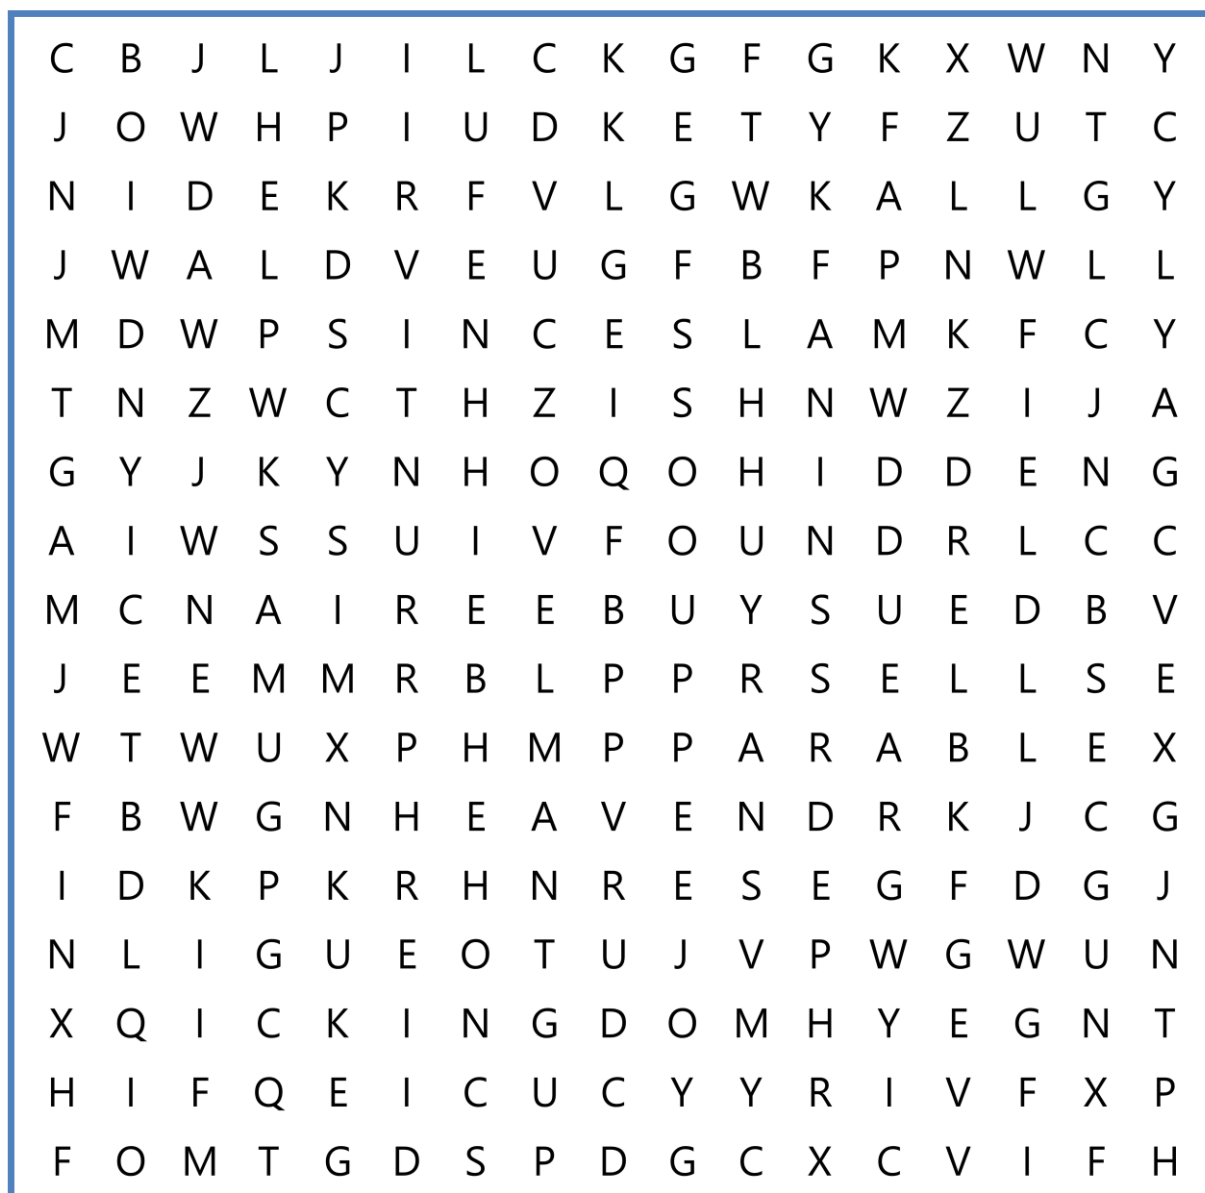 C B J L J I L C K G F G K X W N Y
J O W H P I U D K E T Y F Z U T C
N I D E K R F V L G W K A L L G Y
J W A L D V E U G F B F P N W L L
M D W P S I N C E S L A M K F C Y
T N Z W C T H Z I S H N W Z I J A
G Y J K Y N H O Q O H I D D E N G
A I W S S U I V F O U N D R L C C
M C N A I R E E B U Y S U E D B V
J E E M M R B L P P R S E L L S E
W T W U X P H M P P A R A B L E X
F B W G N H E A V E N D R K J C G
I D K P K R H N R E S E G F D G J
N L I G U E O T U J V P W G W U N
X Q I C K I N G D O M H Y E G N T
H I F Q E I C U C Y Y R I V F X P
F O M T G D S P D G C X C V I F H